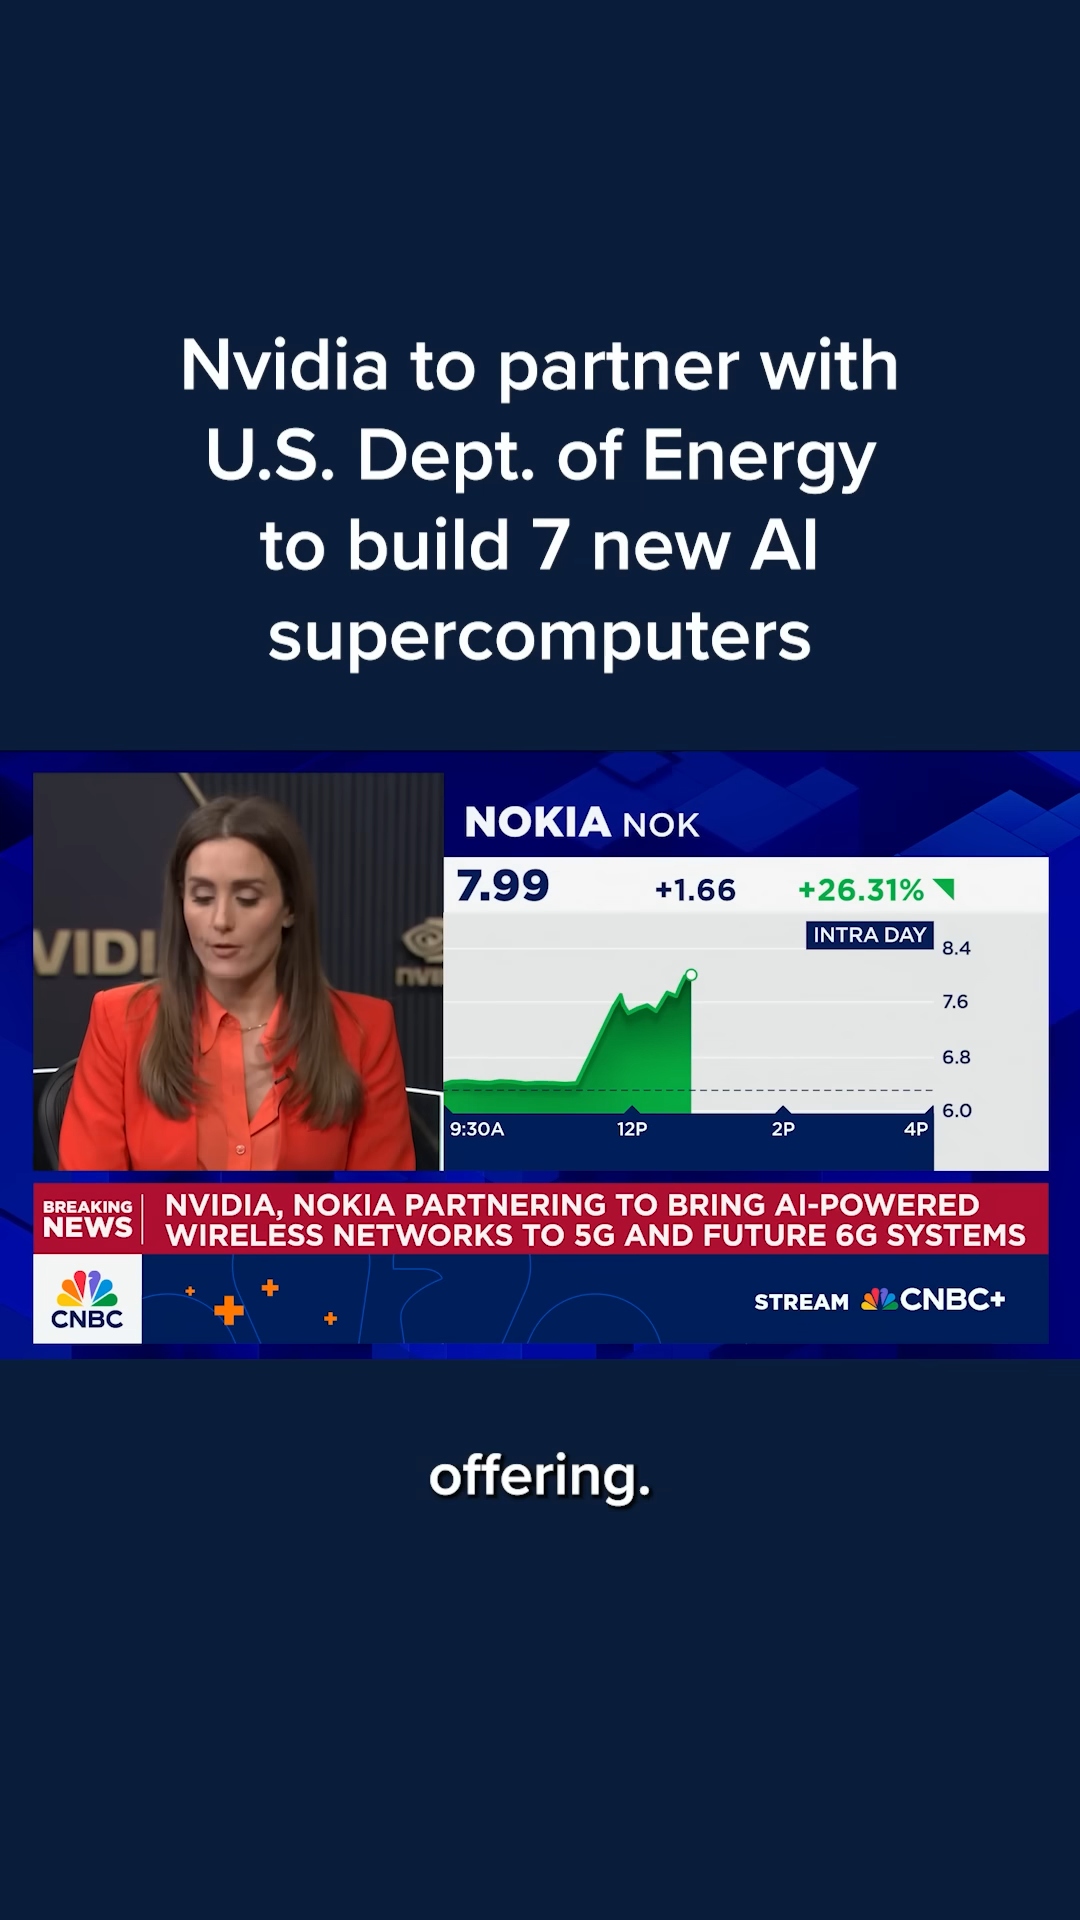 Nvidia to partner with
U.S. Dept. of Energy
to build 7 new AI
supercomputers
VIDI
NVI
NOKIA NOK
7.99 +1.66 +26.31%
INTRA DAY
8.4
7.6
6.8
6.0
9:30A 12P 2P 4P
BREAKING
NEWS
NVIDIA, NOKIA PARTNERING TO BRING AI-POWERED
WIRELESS NETWORKS TO 5G AND FUTURE 6G SYSTEMS
CNBC
STREAM CNBC+
offering.